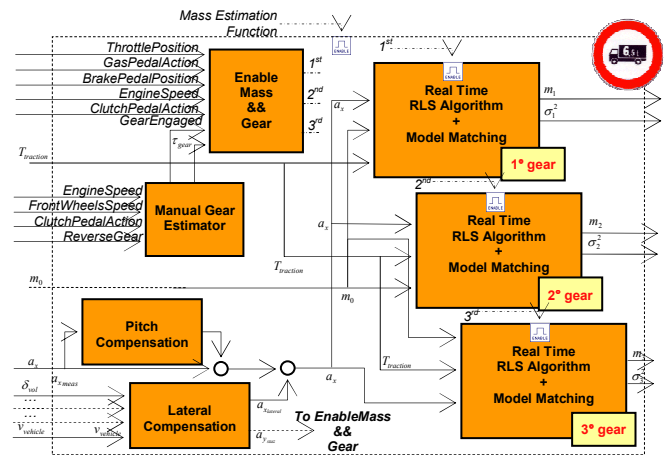 Mass Estimation
Function
ENABLE
1st
6,5 t
ThrottlePosition
GasPedalAction
BrakePedalPosition
EngineSpeed
ClutchPedalAction
GearEngaged
Enable
Mass
&&
Gear
1st
2nd
3rd
τgear
Ttraction
ENABLE
Real Time
RLS Algorithm
+
Model Matching
ax
m1
σ1²
1° gear
EngineSpeed
FrontWheelsSpeed
ClutchPedalAction
ReverseGear
Manual Gear
Estimator
2nd
ENABLE
Real Time
RLS Algorithm
+
Model Matching
ax
Ttraction
m2
σ2²
2° gear
m0
m0
3rd
ENABLE
Real Time
RLS Algorithm
+
Model Matching
Ttraction
ax
3° gear
Pitch
Compensation
ax
axmeas
δvol
...
...
vvehicle
vvehicle
Lateral
Compensation
axlateral
aymeas
To EnableMass
&&
Gear